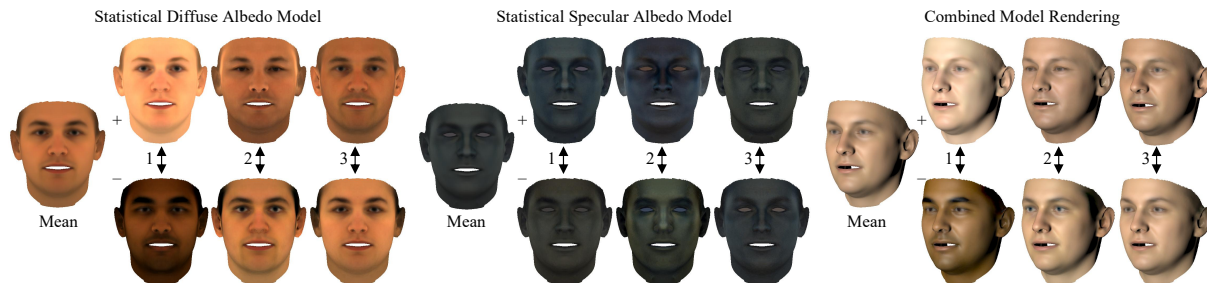 Statistical Diffuse Albedo Model
Statistical Specular Albedo Model
Combined Model Rendering
+
1
2
3
−
Mean
+
1
2
3
−
Mean
+
1
2
3
−
Mean